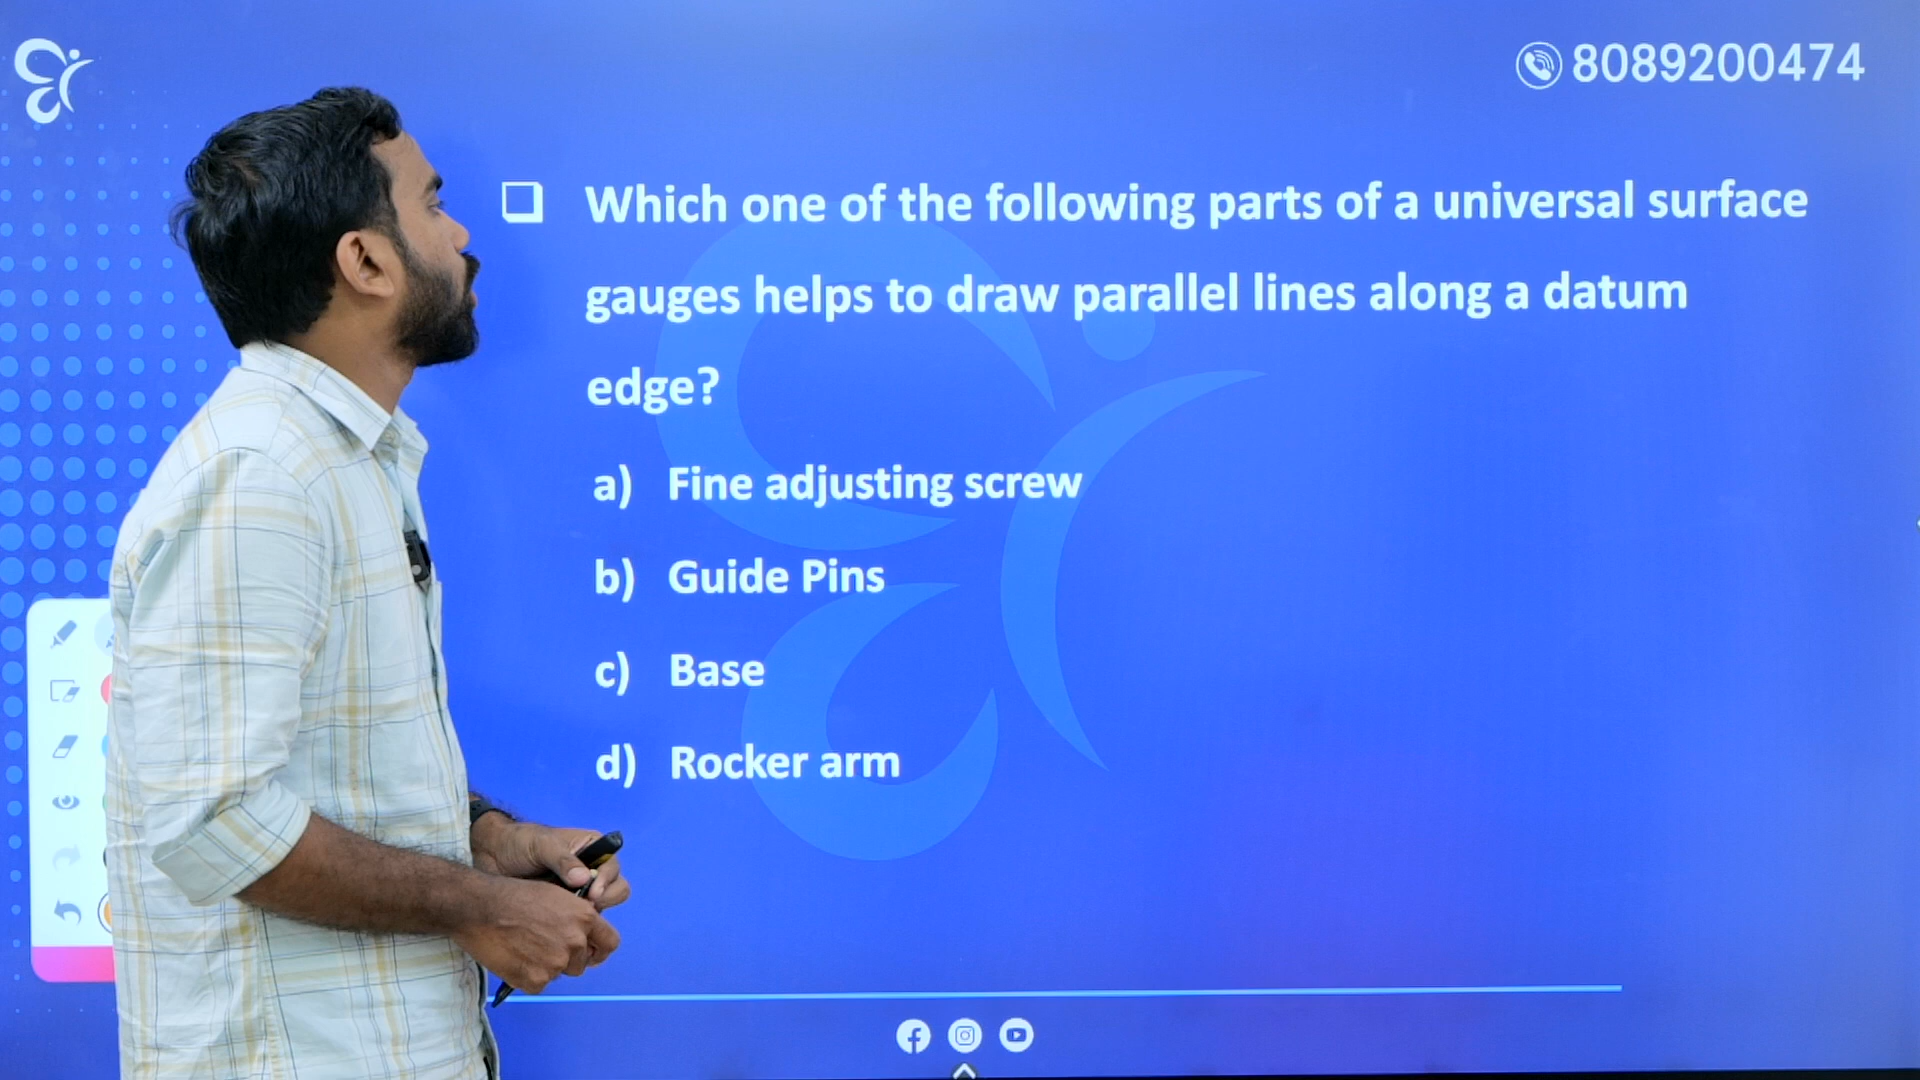 8089200474
Which one of the following parts of a universal surface
gauges helps to draw parallel lines along a datum
edge?
a) Fine adjusting screw
b) Guide Pins
c) Base
d) Rocker arm